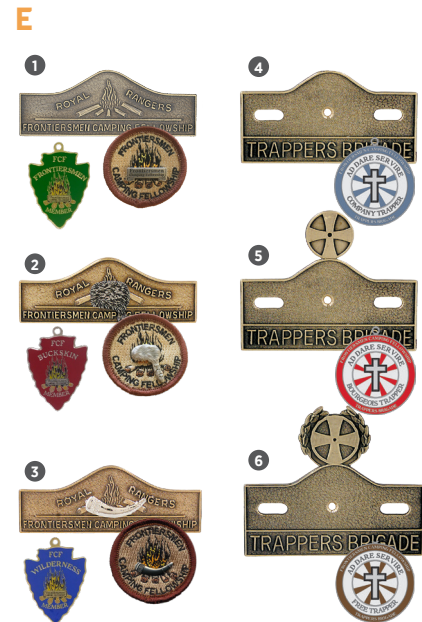 E
1
ROYAL RANGERS
FRONTIERSMEN CAMPING FELLOWSHIP
FCF
FRONTIERSMEN
MEMBER
FRONTIERSMEN
CAMPING FELLOWSHIP
2
ROYAL RANGERS
FRONTIERSMEN CAMPING FELLOWSHIP
FCF
BUCKSKIN
MEMBER
FRONTIERSMEN
CAMPING FELLOWSHIP
3
ROYAL RANGERS
FRONTIERSMEN CAMPING SHIP
FCF
WILDERNESS
MEMBER
FRONTIERSMEN
CAMPING FELLOWSHIP
4
TRAPPERS BRIGADE
AD DARE SERVIRE
COMPANY TRAPPER
5
TRAPPERS BRIGADE
AD DARE SERVIRE
BOURGEOIS TRAPPER
TRAPPERS BRIGADE
6
TRAPPERS BRIGADE
AD DARE SERVIRE
FREE TRAPPER